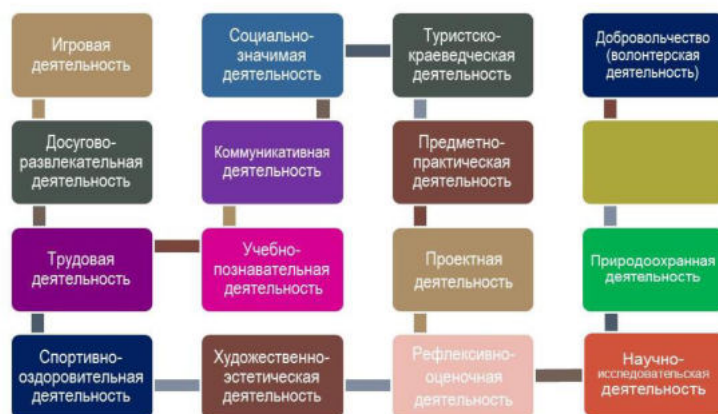 Игровая
деятельность
Социально-
значимая
деятельность
Туристско-
краеведческая
деятельность
Добровольчество
(волонтерская
деятельность)
Досугово-
развлекательная
деятельность
Коммуникативная
деятельность
Предметно-
практическая
деятельность
Трудовая
деятельность
Учебно-
познавательная
деятельность
Проектная
деятельность
Природоохранная
деятельность
Спортивно-
оздоровительная
деятельность
Художественно-
эстетическая
деятельность
Рефлексивно-
оценочная
деятельность
Научно-
исследовательская
деятельность